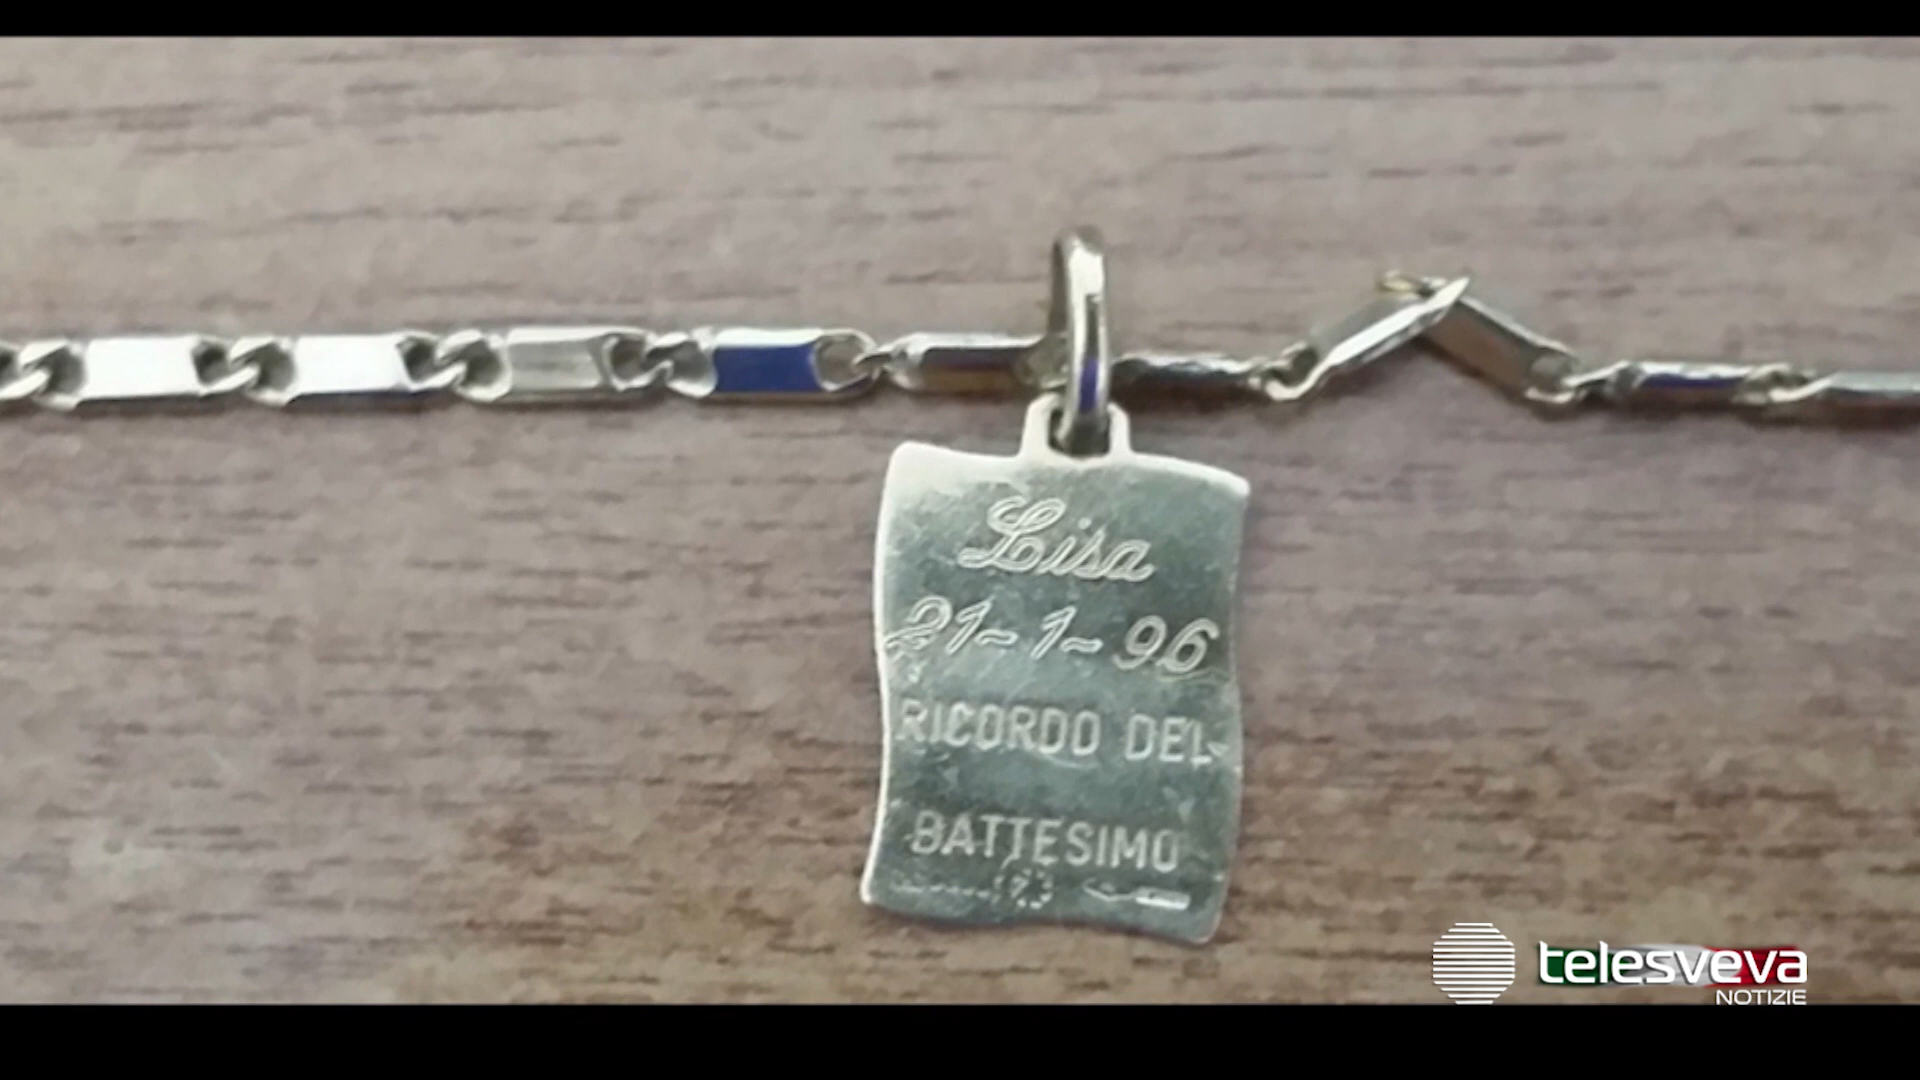 Lisa
21-1-96
RICORDO DEL
BATTESIMO
telesveva
NOTIZIE